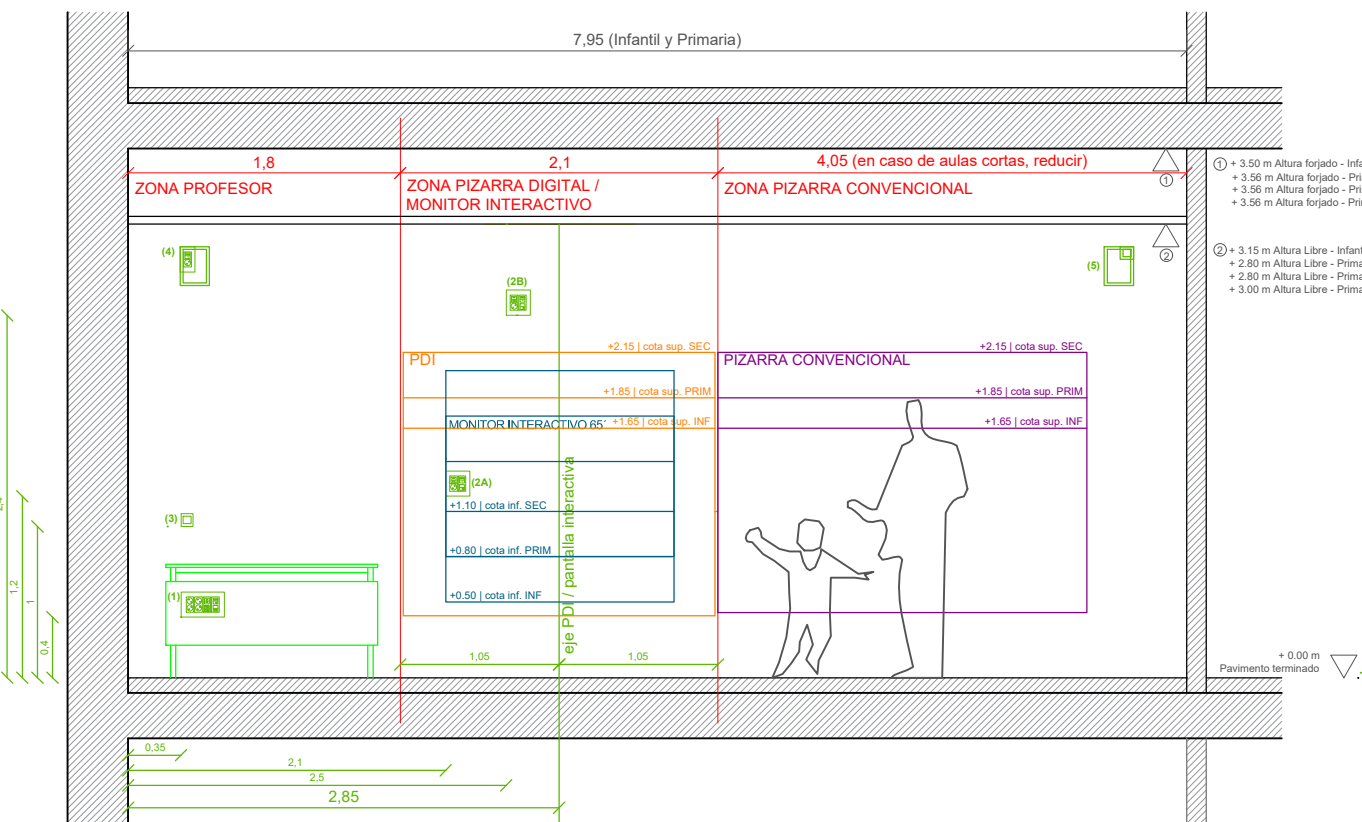 7,95 (Infantil y Primaria)
1,8
2,1
4,05 (en caso de aulas cortas, reducir)
ZONA PROFESOR
ZONA PIZARRA DIGITAL /
MONITOR INTERACTIVO
ZONA PIZARRA CONVENCIONAL
1
1 + 3.50 m Altura forjado - Infa
+ 3.56 m Altura forjado - Pri
+ 3.56 m Altura forjado - Pri
+ 3.56 m Altura forjado - Pri
2
2 + 3.15 m Altura Libre - Infant
+ 2.80 m Altura Libre - Prima
+ 2.80 m Altura Libre - Prima
+ 3.00 m Altura Libre - Prima
(4)
(2B)
(5)
+2.15 | cota sup. SEC
+2.15 | cota sup. SEC
PDI
PIZARRA CONVENCIONAL
+1.85 | cota sup. PRIM
+1.85 | cota sup. PRIM
MONITOR INTERACTIVO 65"
+1.65 | cota sup. INF
+1.65 | cota sup. INF
(2A)
+1.10 | cota inf. SEC
(3)
+0.80 | cota inf. PRIM
+0.50 | cota inf. INF
(1)
eje PDI / pantalla interactiva
2,4
1,2
1
0,4
1,05
1,05
+ 0.00 m
Pavimento terminado
0,35
2,1
2,5
2,85